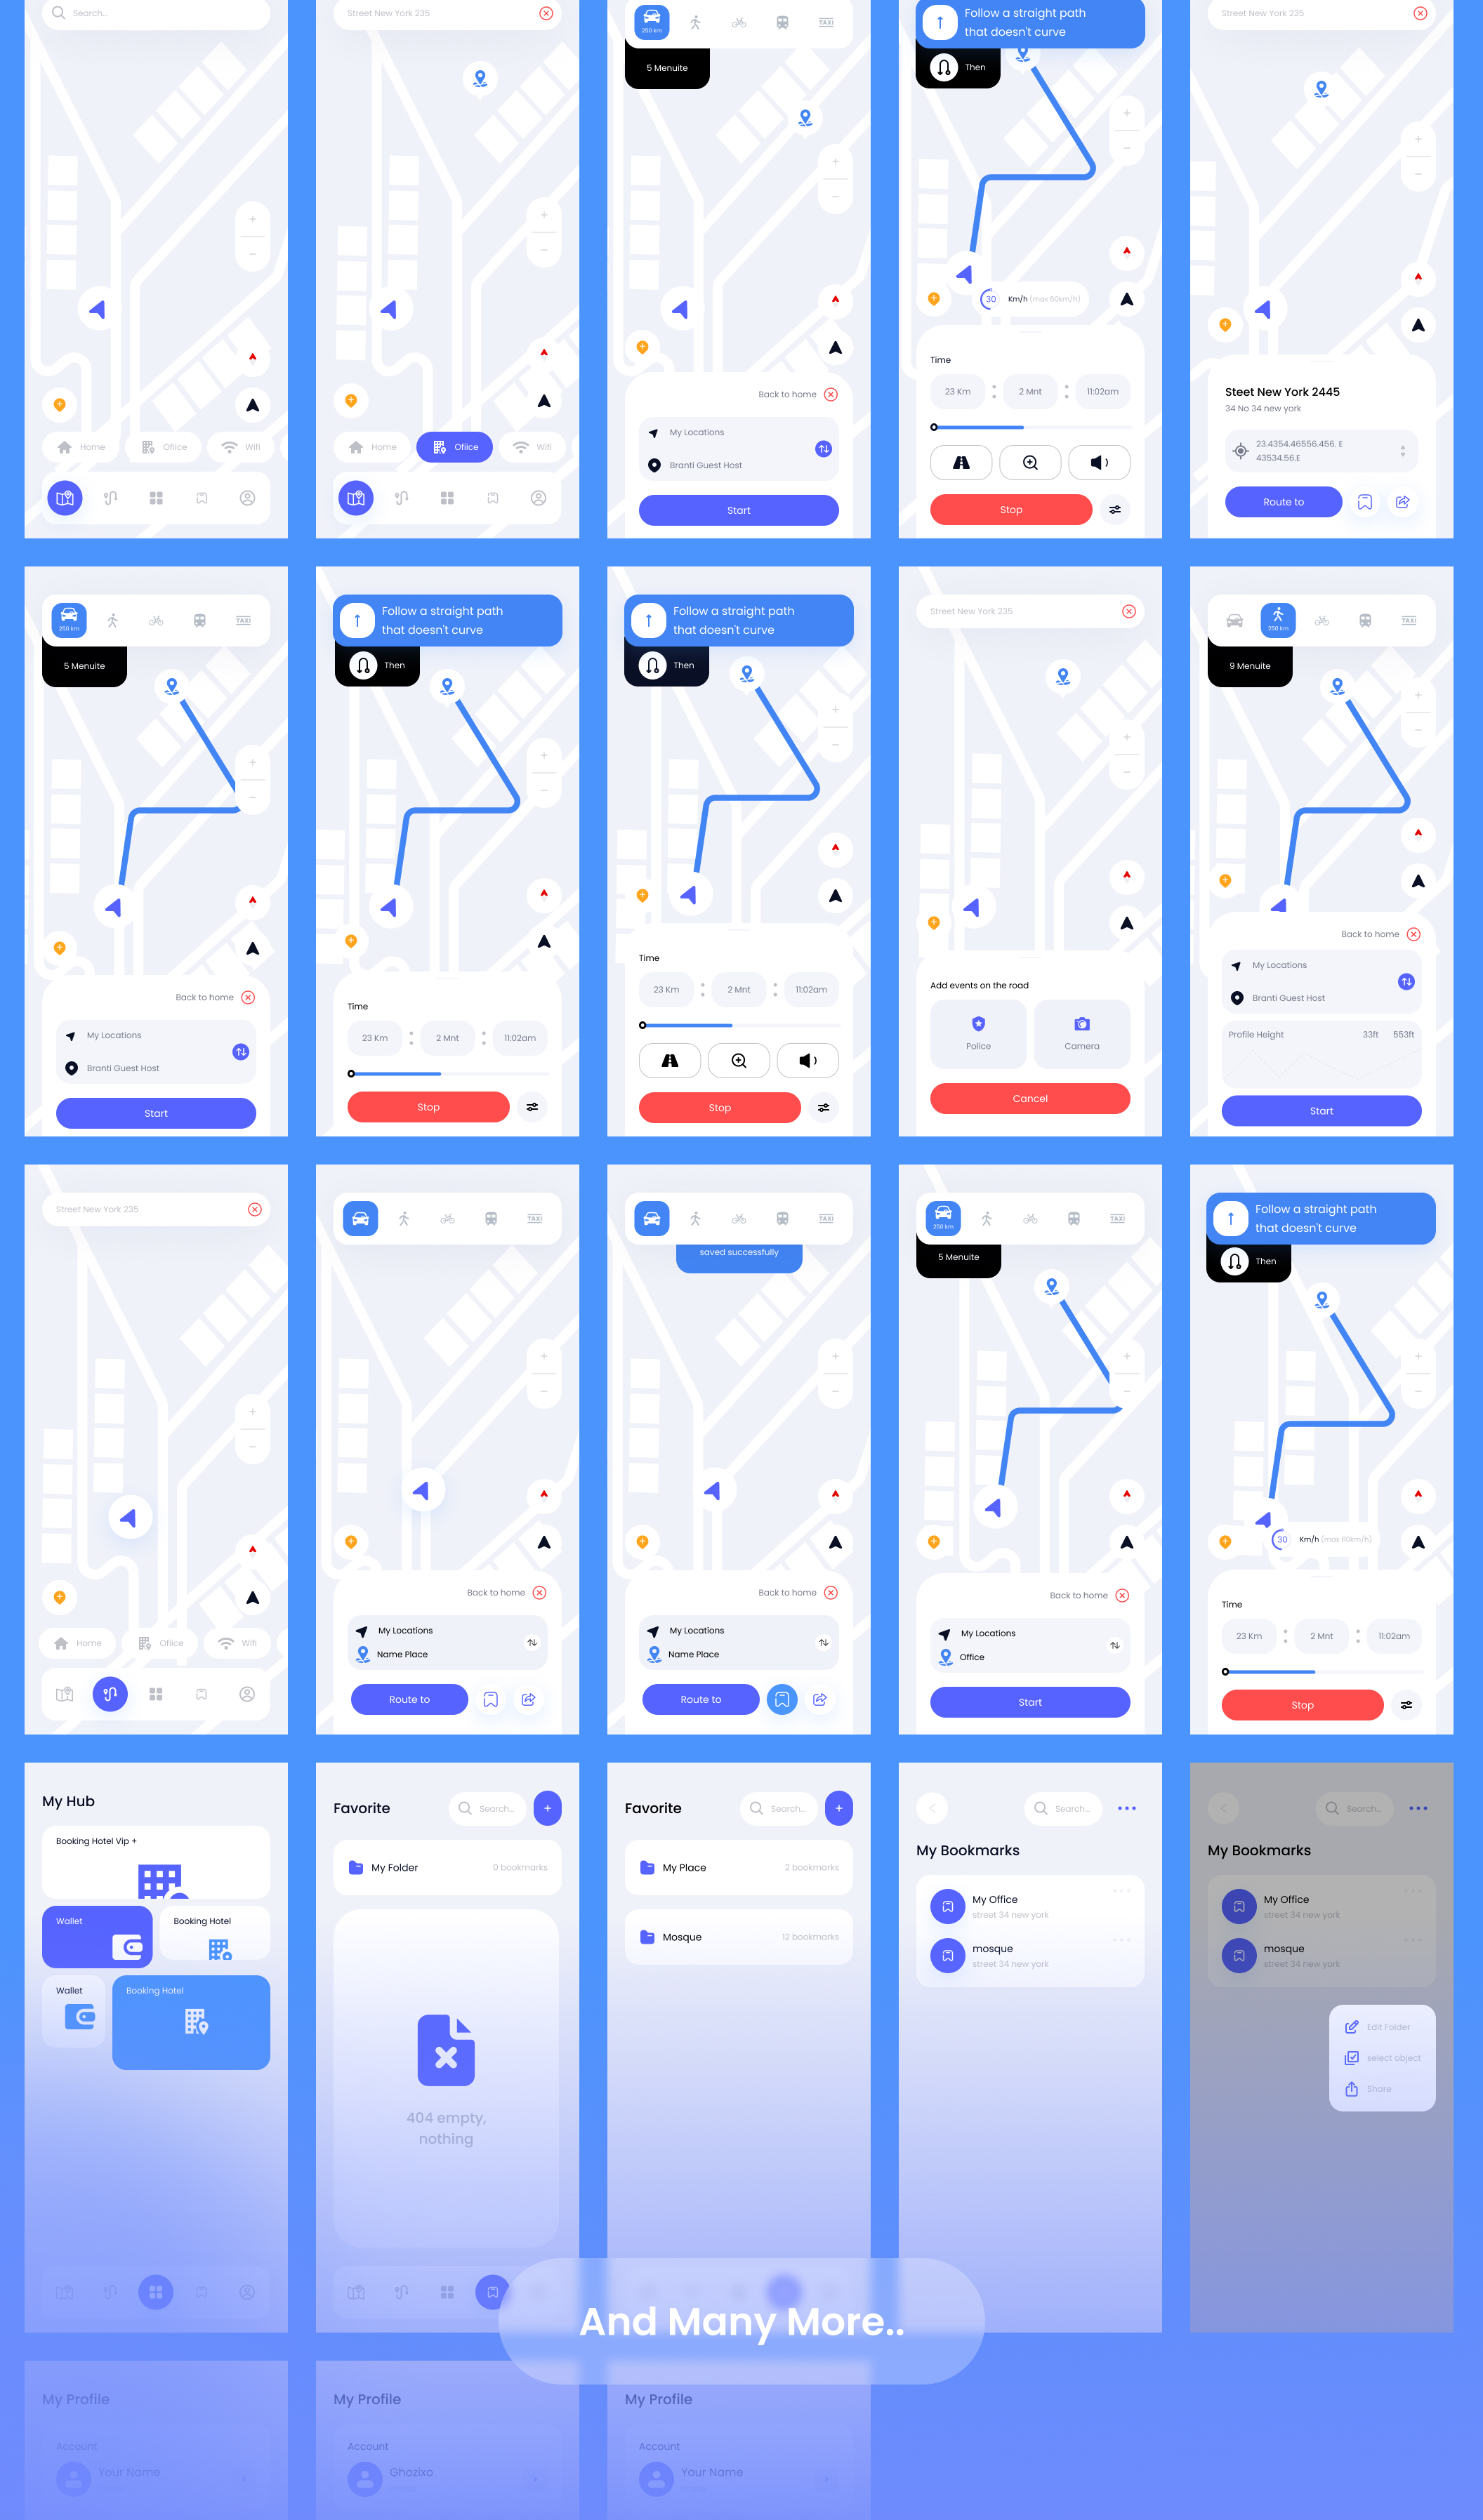 Search...
Home
Ofiice
Wifi
Street New York 235
Home
Ofiice
Wifi
250 km
TAXI
5 Menuite
Back to home
My Locations
Branti Guest Host
Start
Follow a straight path
that doesn't curve
Then
30
Km/h (max 60km/h)
Time
23 Km : 2 Mnt : 11:02am
Stop
Street New York 235
Steet New York 2445
34 No 34 new york
23.4354.46556.456. E
43534.56.E
Route to
250 km
TAXI
5 Menuite
Back to home
My Locations
Branti Guest Host
Start
Follow a straight path
that doesn't curve
Then
Time
23 Km : 2 Mnt : 11:02am
Stop
Follow a straight path
that doesn't curve
Then
Time
23 Km : 2 Mnt : 11:02am
Stop
Street New York 235
Add events on the road
Police
Camera
Cancel
250 km
TAXI
9 Menuite
Back to home
My Locations
Branti Guest Host
Profile Height 33ft 553ft
Start
Street New York 235
Home
Ofiice
Wifi
TAXI
Back to home
My Locations
Name Place
Route to
TAXI
saved successfully
Back to home
My Locations
Name Place
Route to
250 km
TAXI
5 Menuite
Back to home
My Locations
Office
Start
Follow a straight path
that doesn't curve
Then
30
Km/h (max 60km/h)
Time
23 Km : 2 Mnt : 11:02am
Stop
My Hub
Booking Hotel Vip +
Wallet
Booking Hotel
Wallet
Booking Hotel
Favorite
Search...
+
My Folder
0 bookmarks
404 empty,
nothing
Favorite
Search...
+
My Place
2 bookmarks
Mosque
12 bookmarks
Search...
My Bookmarks
My Office
street 34 new york
mosque
street 34 new york
Search...
My Bookmarks
My Office
street 34 new york
mosque
street 34 new york
Edit Folder
select object
Share
And Many More..
My Profile
Account
Your Name
My Profile
Account
Ghozixo
My Profile
Account
Your Name